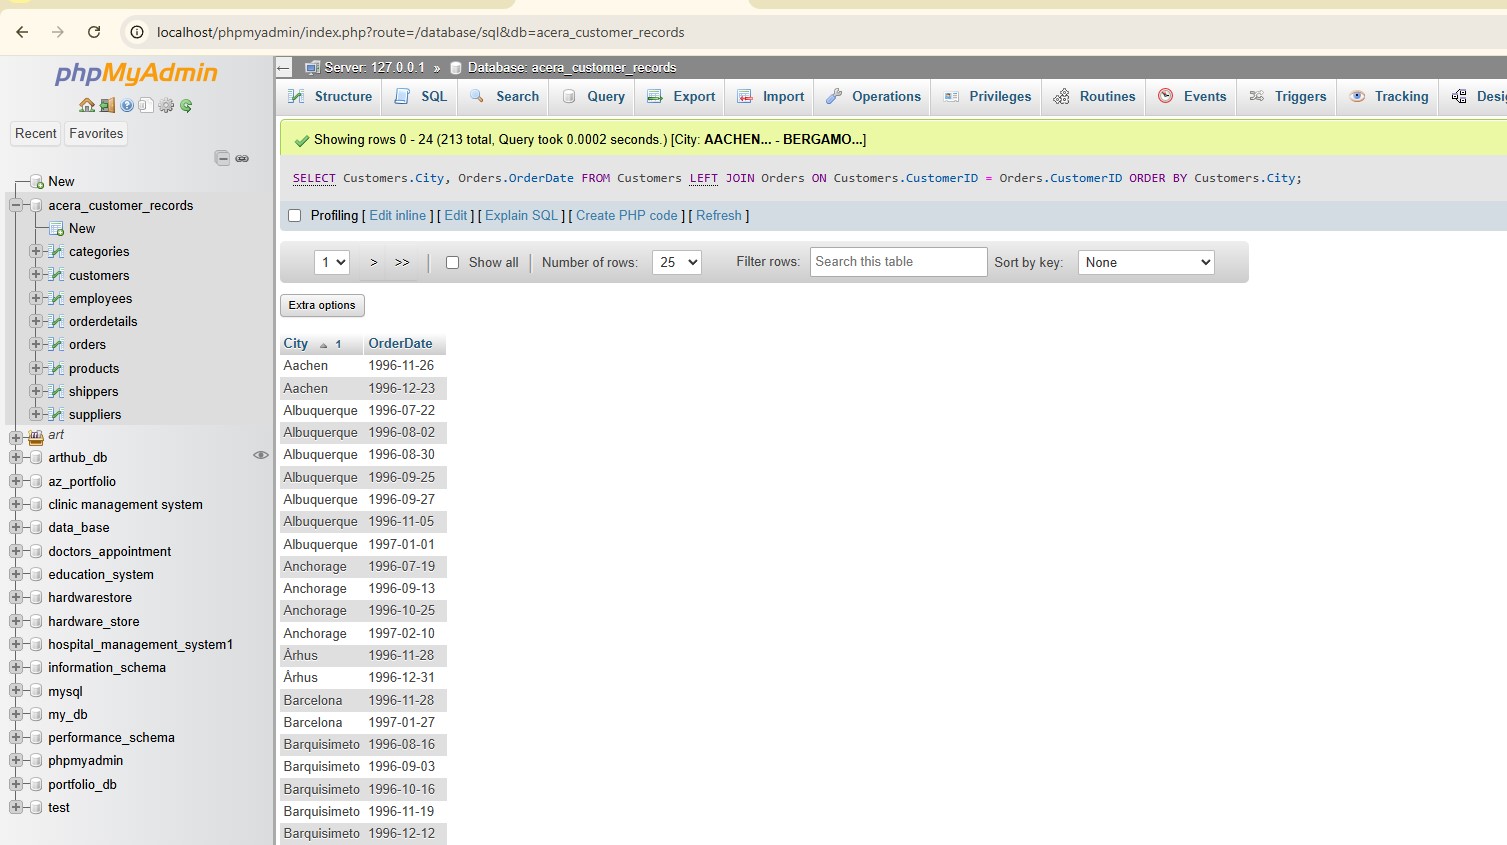 localhost/phpmyadmin/index.php?route=/database/sql&db=acera_customer_records
phpMyAdmin
Recent Favorites
New
acera_customer_records
New
categories
customers
employees
orderdetails
orders
products
shippers
suppliers
art
arthub_db
az_portfolio
clinic management system
data_base
doctors_appointment
education_system
hardwarestore
hardware_store
hospital_management_system1
information_schema
mysql
my_db
performance_schema
phpmyadmin
portfolio_db
test
Server: 127.0.0.1 » Database: acera_customer_records
Structure SQL Search Query Export Import Operations Privileges Routines Events Triggers Tracking
Showing rows 0 - 24 (213 total, Query took 0.0002 seconds.) [City: AACHEN... - BERGAMO...]
SELECT Customers.City, Orders.OrderDate FROM Customers LEFT JOIN Orders ON Customers.CustomerID = Orders.CustomerID ORDER BY Customers.City;
Profiling [ Edit inline ] [ Edit ] [ Explain SQL ] [ Create PHP code ] [ Refresh ]
1 > >> | Show all | Number of rows: 25 Filter rows: Search this table Sort by key: None
Extra options
City 1 OrderDate
Aachen 1996-11-26
Aachen 1996-12-23
Albuquerque 1996-07-22
Albuquerque 1996-08-02
Albuquerque 1996-08-30
Albuquerque 1996-09-25
Albuquerque 1996-09-27
Albuquerque 1996-11-05
Albuquerque 1997-01-01
Anchorage 1996-07-19
Anchorage 1996-09-13
Anchorage 1996-10-25
Anchorage 1997-02-10
Århus 1996-11-28
Århus 1996-12-31
Barcelona 1996-11-28
Barcelona 1997-01-27
Barquisimeto 1996-08-16
Barquisimeto 1996-09-03
Barquisimeto 1996-10-16
Barquisimeto 1996-11-19
Barquisimeto 1996-12-12